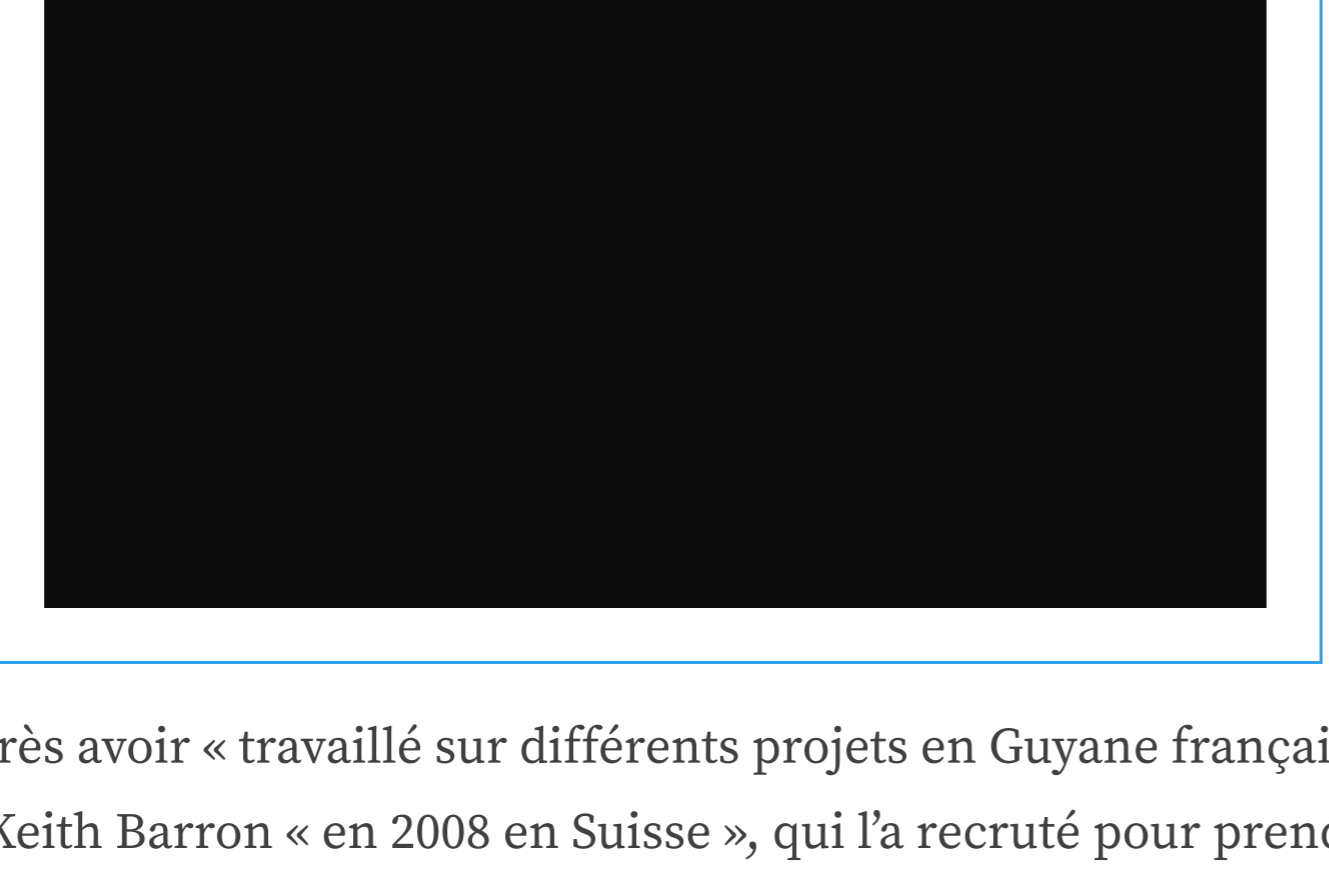 rès avoir « travaillé sur différents projets en Guyane françai
Keith Barron « en 2008 en Suisse », qui l’a recruté pour prend